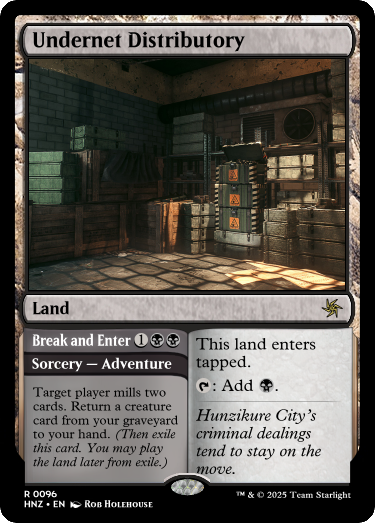 Undernet Distributory
Land
Break and Enter 1
Sorcery — Adventure
Target player mills two
cards. Return a creature
card from your graveyard
to your hand. (Then exile
this card. You may play
the land later from exile.)
This land enters
tapped.
: Add .
Hunzikure City's
criminal dealings
tend to stay on the
move.
R 0096
HNZ • EN Rob Holehouse
™ & © 2025 Team Starlight